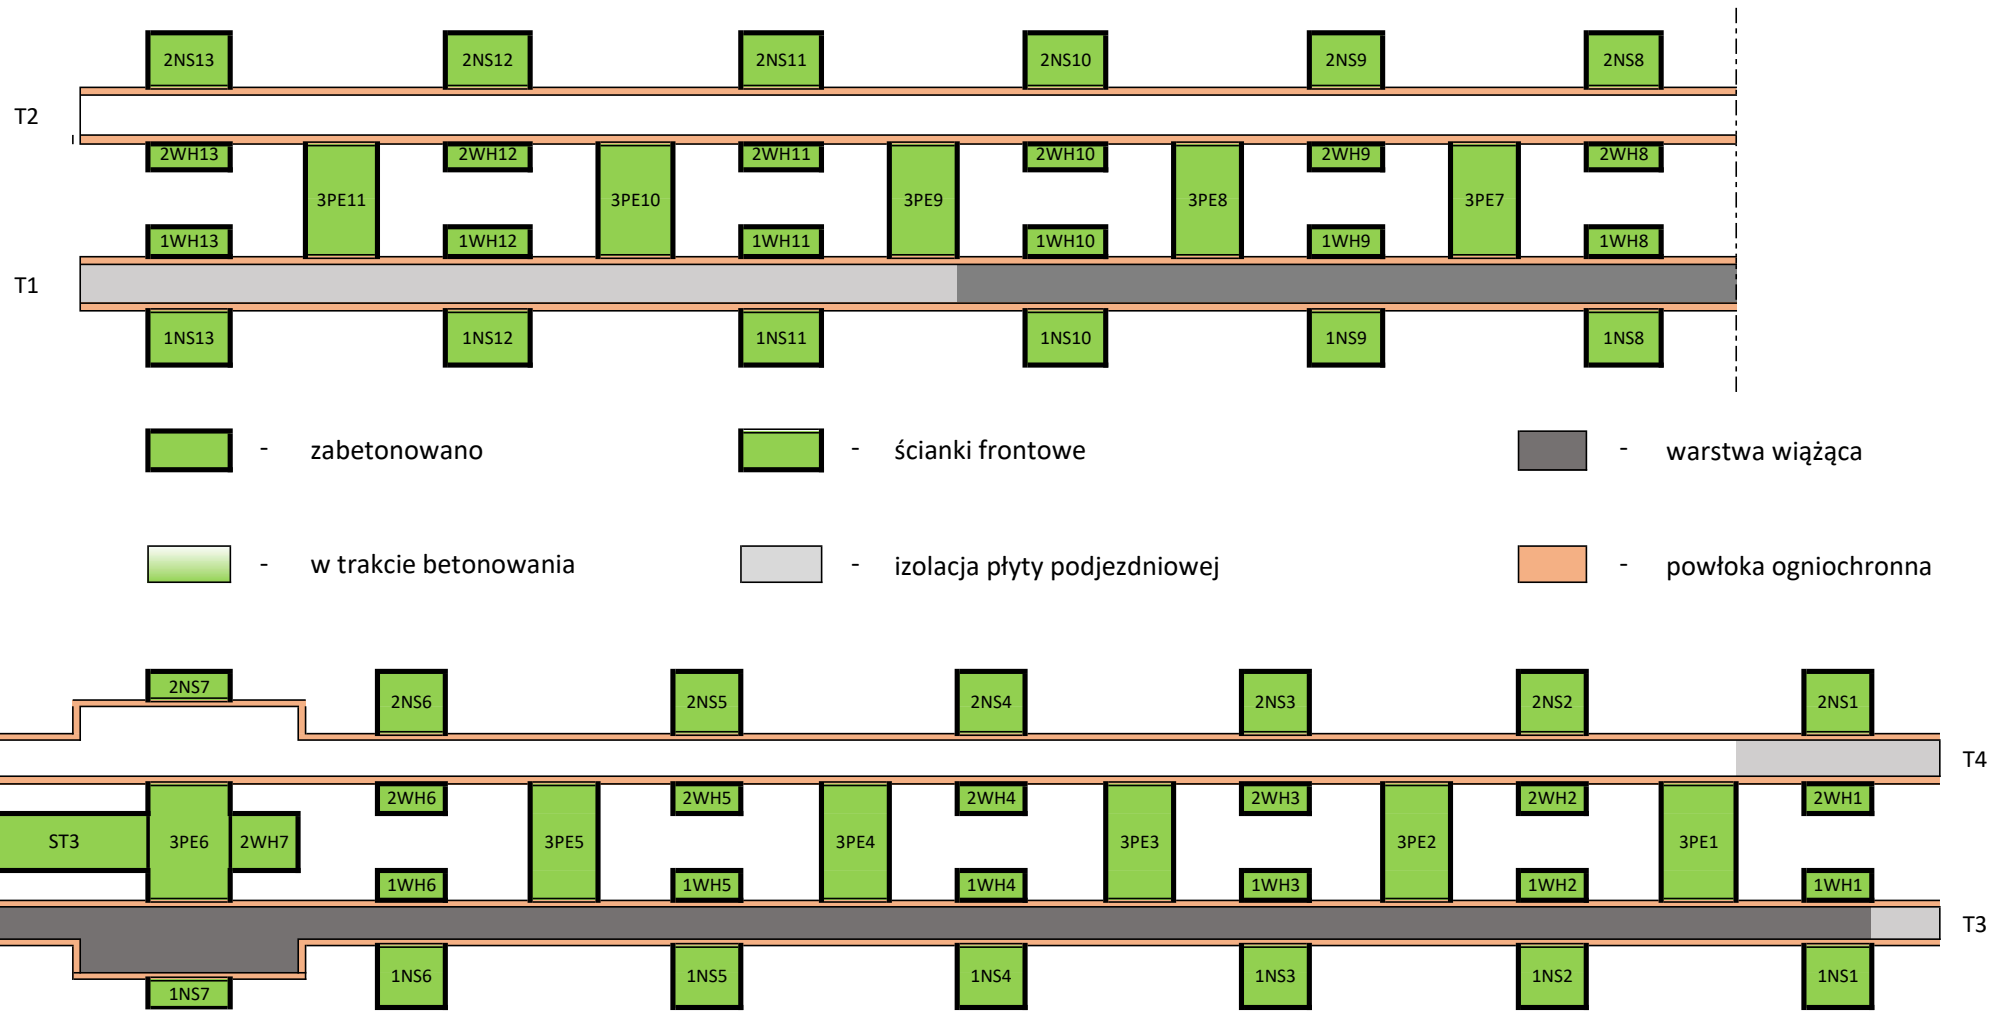 2NS13 2NS12 2NS11 2NS10 2NS9 2NS8
T2
2WH13 2WH12 2WH11 2WH10 2WH9 2WH8
3PE11 3PE10 3PE9 3PE8 3PE7
1WH13 1WH12 1WH11 1WH10 1WH9 1WH8
T1
1NS13 1NS12 1NS11 1NS10 1NS9 1NS8
- zabetonowano - ścianki frontowe - warstwa wiążąca
- w trakcie betonowania - izolacja płyty podjezdniowej - powłoka ogniochronna
2NS7 2NS6 2NS5 2NS4 2NS3 2NS2 2NS1
T4
2WH6 2WH5 2WH4 2WH3 2WH2 2WH1
ST3 3PE6 2WH7 3PE5 3PE4 3PE3 3PE2 3PE1
1WH6 1WH5 1WH4 1WH3 1WH2 1WH1
T3
1NS7 1NS6 1NS5 1NS4 1NS3 1NS2 1NS1